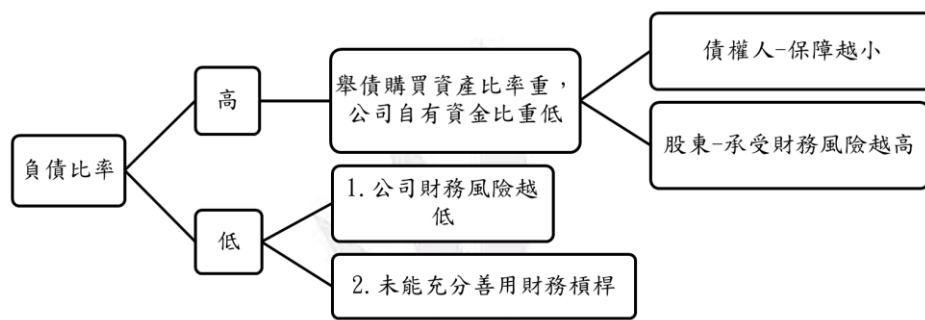 負債比率
高
舉債購買資產比率重，
公司自有資金比重低
債權人-保障越小
股東-承受財務風險越高
低
1.公司財務風險越
低
2.未能充分善用財務槓桿